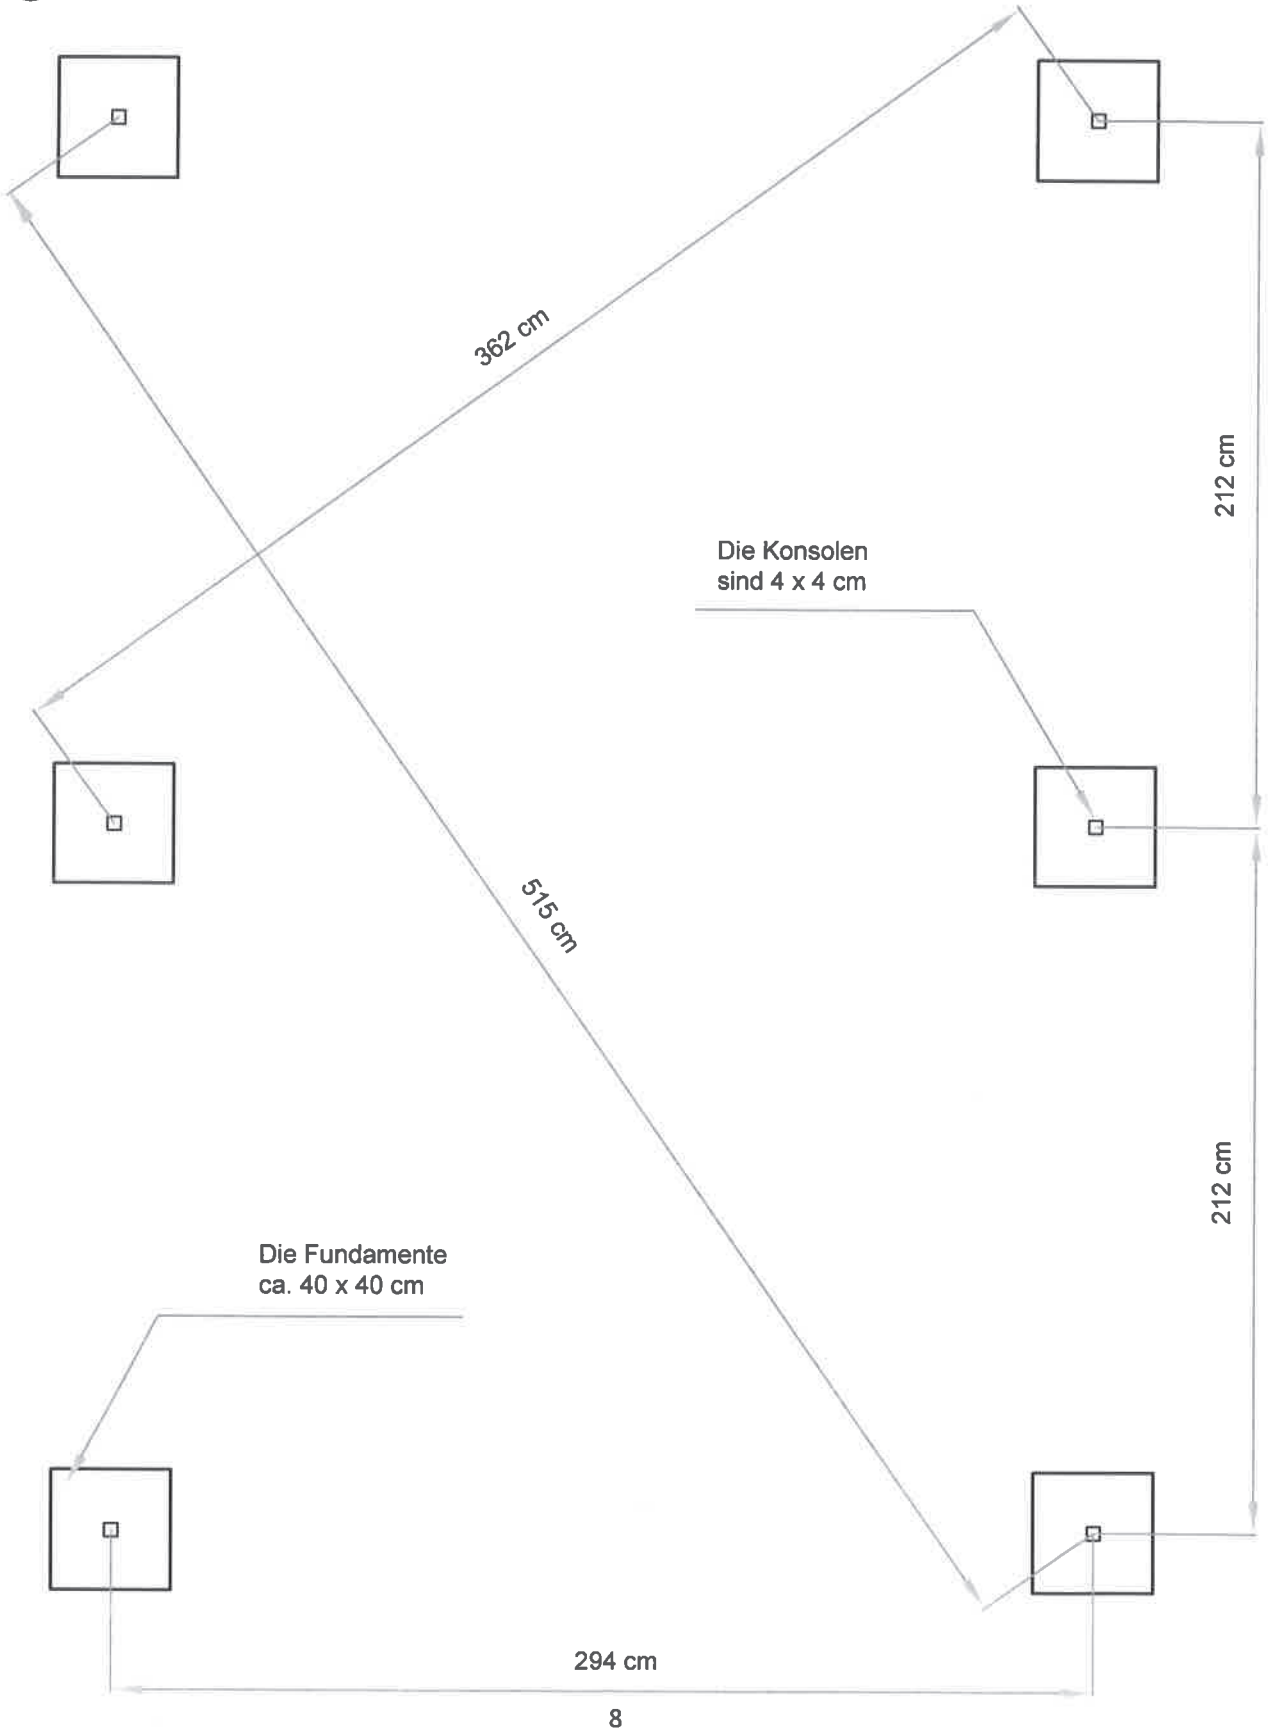 362 cm
212 cm
Die Konsolen
sind 4 x 4 cm
515 cm
212 cm
Die Fundamente
ca. 40 x 40 cm
294 cm
8